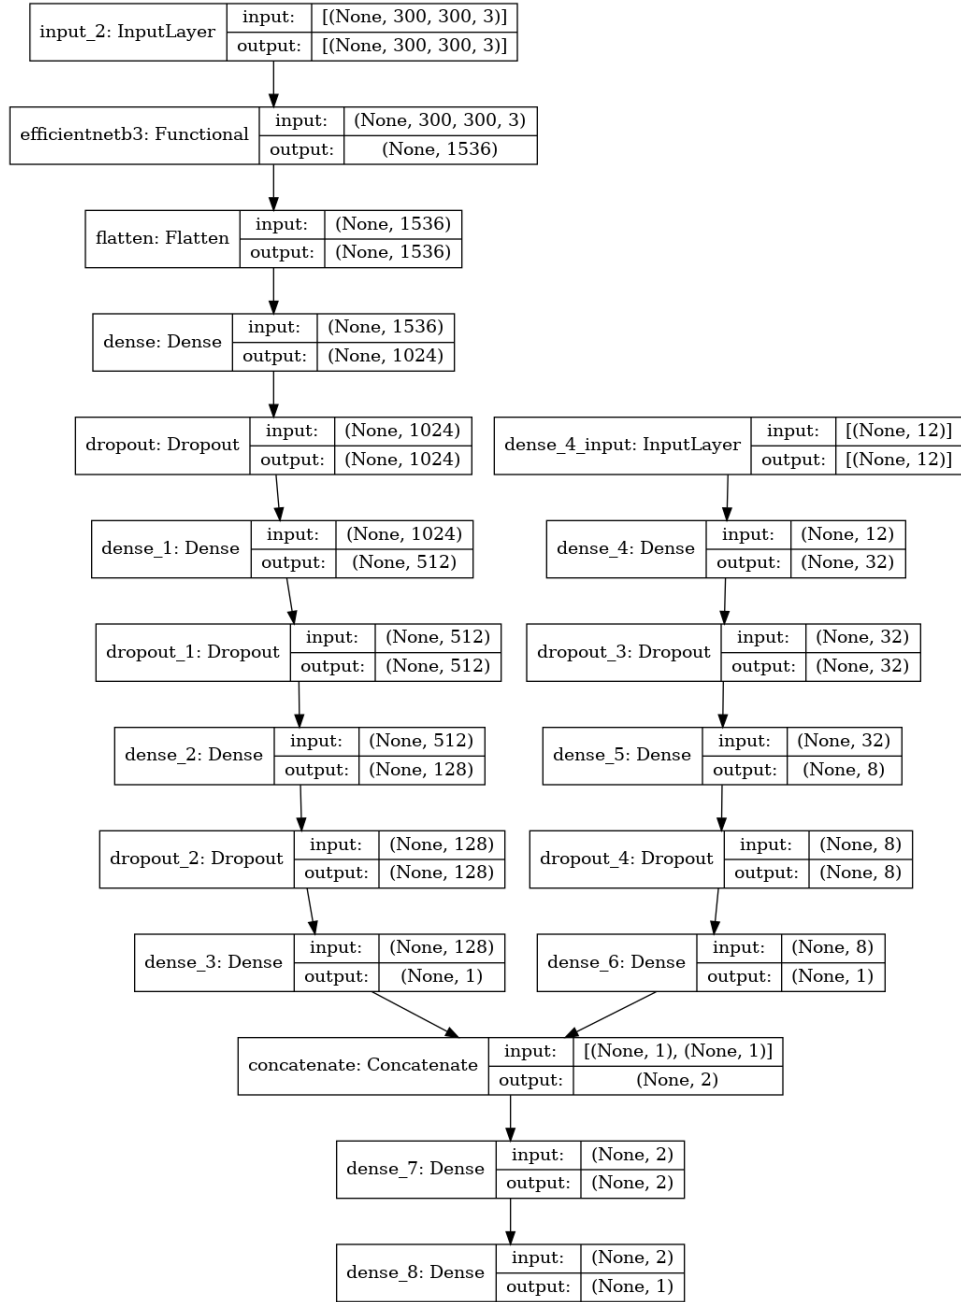 input_2: InputLayer
input: [(None, 300, 300, 3)]
output: [(None, 300, 300, 3)]
efficientnetb3: Functional
input: (None, 300, 300, 3)
output: (None, 1536)
flatten: Flatten
input: (None, 1536)
output: (None, 1536)
dense: Dense
input: (None, 1536)
output: (None, 1024)
dropout: Dropout
input: (None, 1024)
output: (None, 1024)
dense_4_input: InputLayer
input: [(None, 12)]
output: [(None, 12)]
dense_1: Dense
input: (None, 1024)
output: (None, 512)
dense_4: Dense
input: (None, 12)
output: (None, 32)
dropout_1: Dropout
input: (None, 512)
output: (None, 512)
dropout_3: Dropout
input: (None, 32)
output: (None, 32)
dense_2: Dense
input: (None, 512)
output: (None, 128)
dense_5: Dense
input: (None, 32)
output: (None, 8)
dropout_2: Dropout
input: (None, 128)
output: (None, 128)
dropout_4: Dropout
input: (None, 8)
output: (None, 8)
dense_3: Dense
input: (None, 128)
output: (None, 1)
dense_6: Dense
input: (None, 8)
output: (None, 1)
concatenate: Concatenate
input: [(None, 1), (None, 1)]
output: (None, 2)
dense_7: Dense
input: (None, 2)
output: (None, 2)
dense_8: Dense
input: (None, 2)
output: (None, 1)